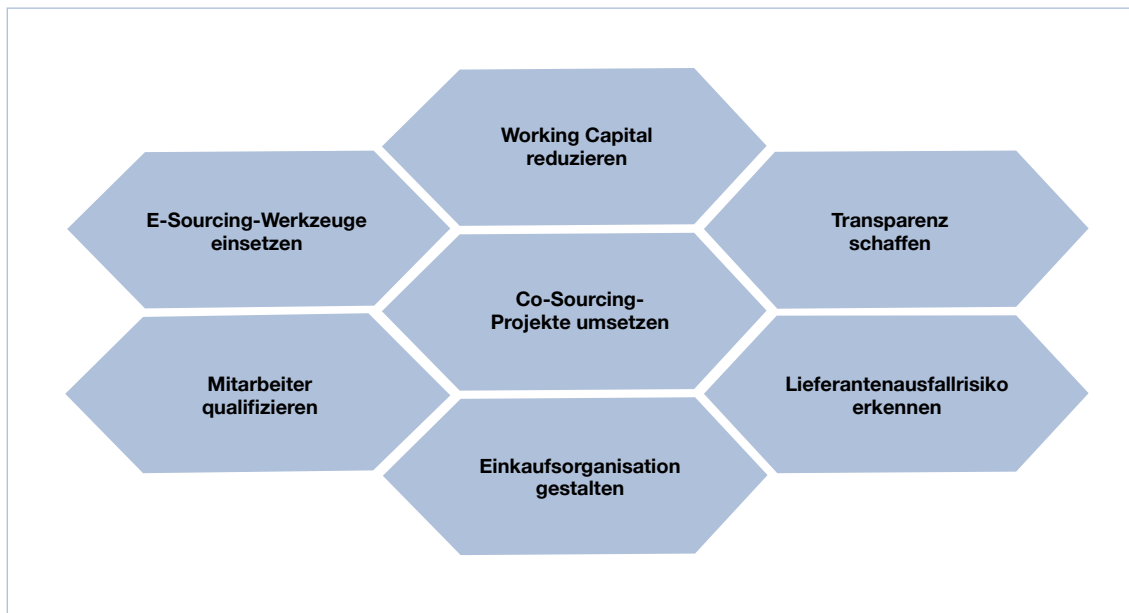 Working Capital
reduzieren
E-Sourcing-Werkzeuge
einsetzen
Transparenz
schaffen
Co-Sourcing-
Projekte umsetzen
Mitarbeiter
qualifizieren
Lieferantenausfallrisiko
erkennen
Einkaufsorganisation
gestalten